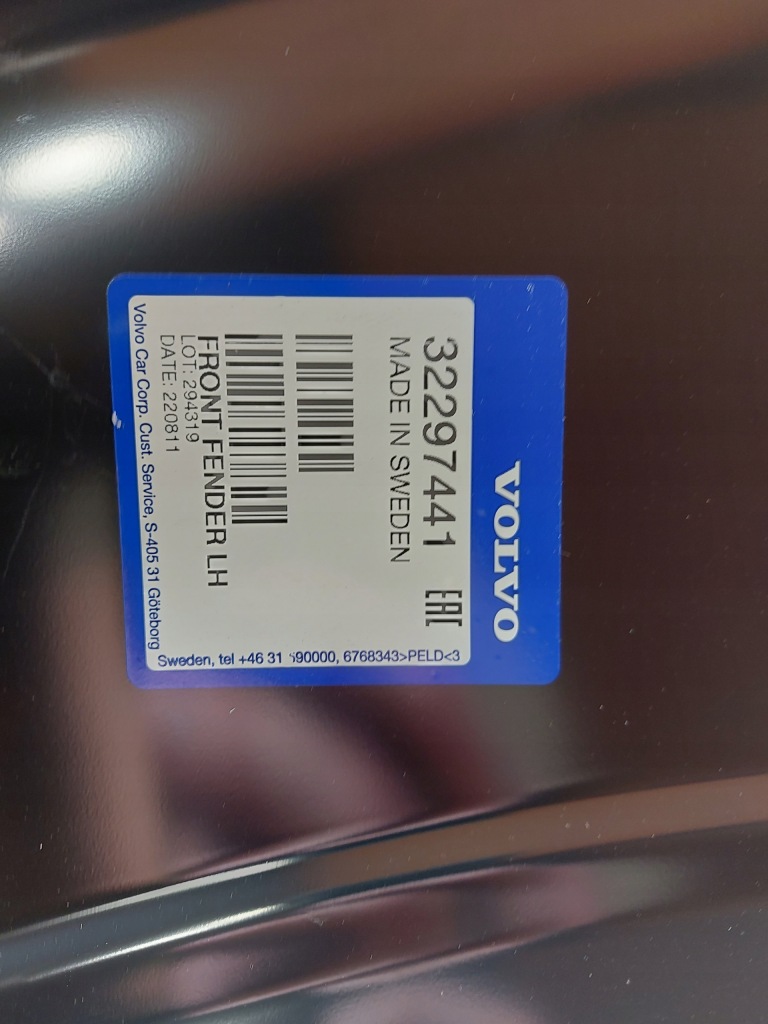 VOLVO
32297441 EAC
MADE IN SWEDEN
FRONT FENDER LH
LOT: 294319
DATE: 220811
Volvo Car Corp. Cust. Service, S-405 31 Göteborg
Sweden, tel +46 31 590000, 6768343>PELD<3